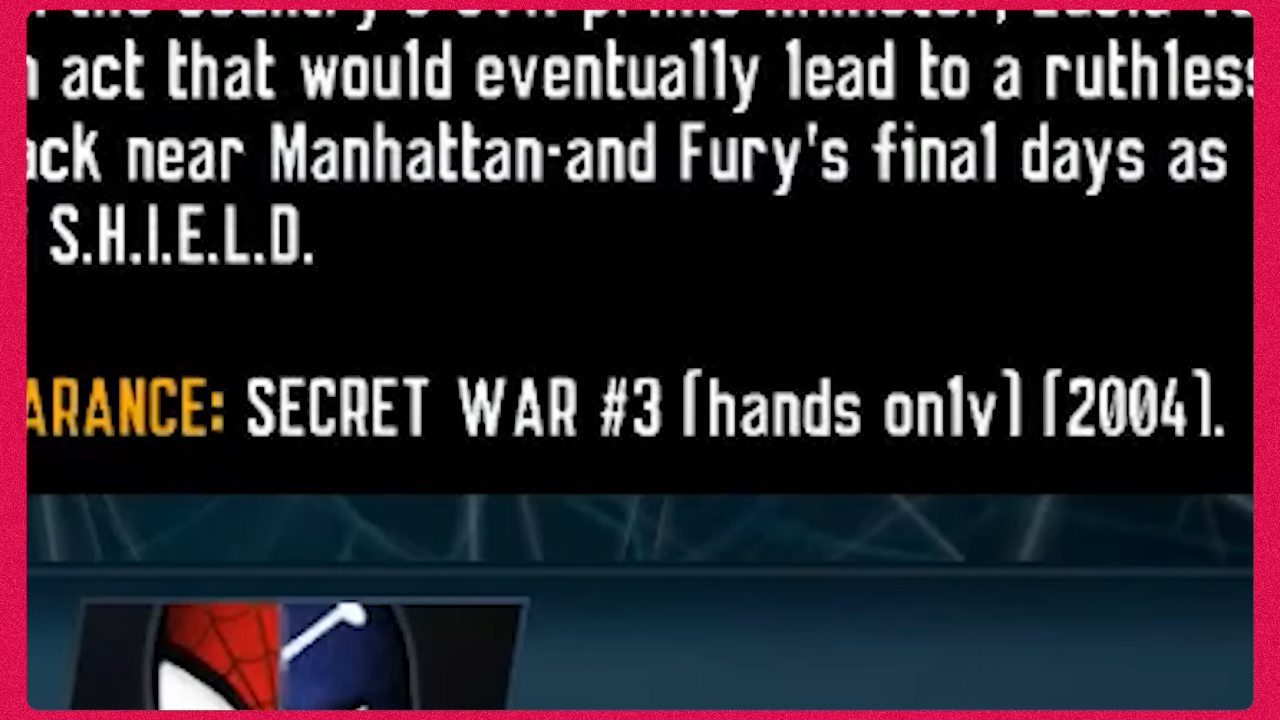 act that would eventually lead to a ruthless
near Manhattan-and Fury's final days as
S.H.I.E.L.D.
ARANCE: SECRET WAR #3 (hands only) (2004).